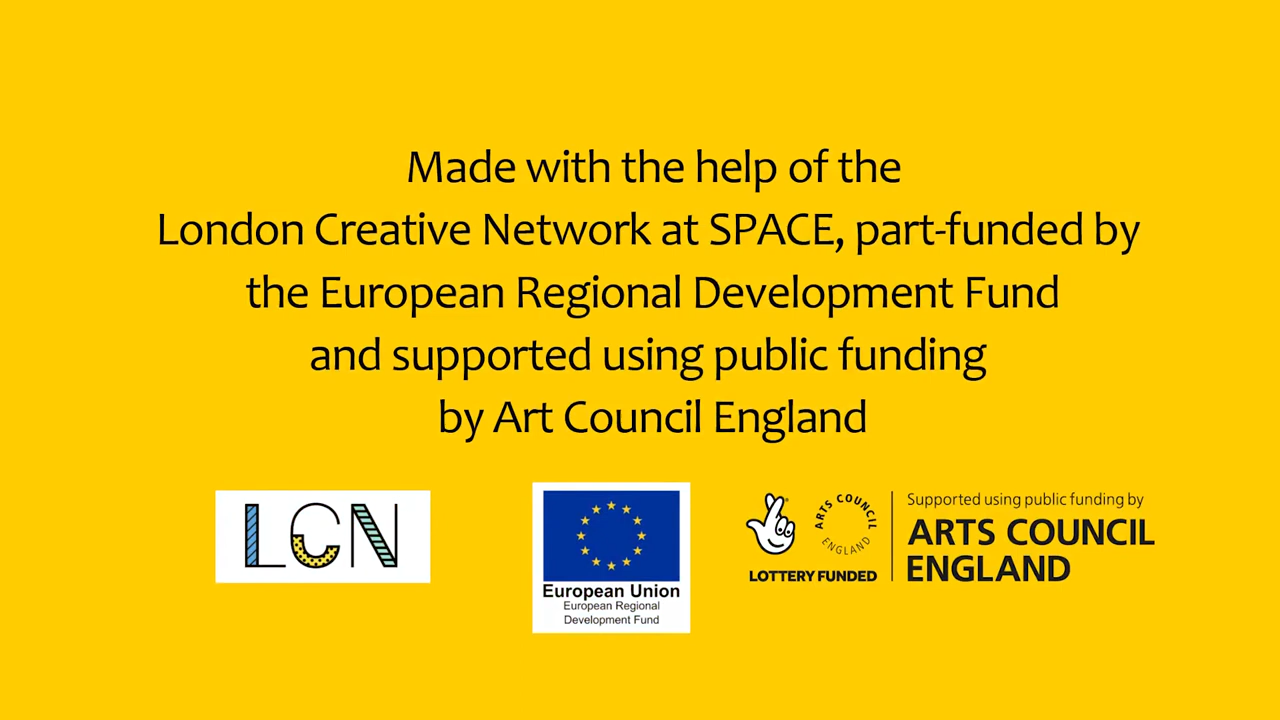 Made with the help of the
London Creative Network at SPACE, part-funded by
the European Regional Development Fund
and supported using public funding
by Art Council England
LCN
European Union
European Regional
Development Fund
ARTS COUNCIL
ENGLAND
LOTTERY FUNDED
Supported using public funding by
ARTS COUNCIL
ENGLAND